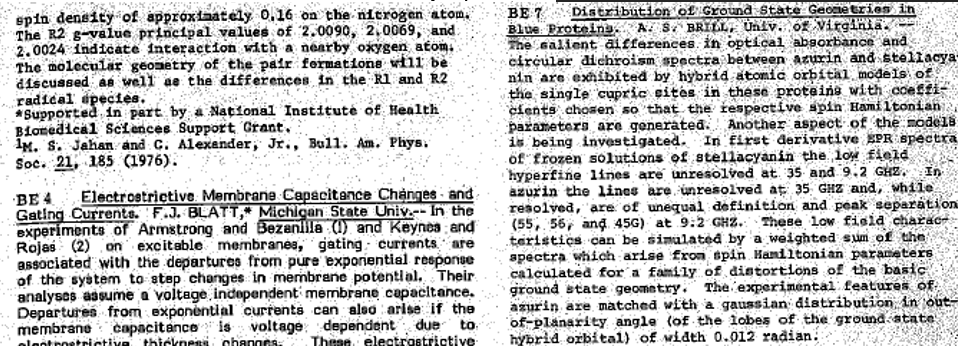 spin density of approximately 0.16 on the nitrogen atom.
The R2 g-value principal values of 2.0090, 2.0069, and
2.0024 indicate interaction with a nearby oxygen atom.
The molecular geometry of the pair formations will be
discussed as well as the differences in the R1 and R2
radical species.
*Supported in part by a National Institute of Health
Biomedical Sciences Support Grant.
1M. S. Jahan and C. Alexander, Jr., Bull. Am. Phys.
Soc. 21, 185 (1976).
BE 4 Electrostrictive Membrane Capacitance Changes and
Gating Currents. F.J. BLATT,* Michigan State Univ.-- In the
experiments of Armstrong and Bezanilla (1) and Keynes and
Rojas (2) on excitable membranes, gating currents are
associated with the departures from pure exponential response
of the system to step changes in membrane potential. Their
analyses assume a voltage independent membrane capacitance.
Departures from exponential currents can also arise if the
membrane capacitance is voltage dependent due to
electrostrictive thickness changes. These electrostrictive
BE 7 Distribution of Ground State Geometries in
Blue Proteins. A. S. BRILL, Univ. of Virginia. --
The salient differences in optical absorbance and
circular dichroism spectra between azurin and stellacya-
nin are exhibited by hybrid atomic orbital models of
the single cupric sites in these proteins with coeffi-
cients chosen so that the respective spin Hamiltonian
parameters are generated. Another aspect of the models
is being investigated. In first derivative EPR spectra
of frozen solutions of stellacyanin the low field
hyperfine lines are unresolved at 35 and 9.2 GHZ. In
azurin the lines are unresolved at 35 GHZ and, while
resolved, are of unequal definition and peak separation
(55, 56, and 45G) at 9.2 GHZ. These low field charac-
teristics can be simulated by a weighted sum of the
spectra which arise from spin Hamiltonian parameters
calculated for a family of distortions of the basic
ground state geometry. The experimental features of
azurin are matched with a gaussian distribution in out-
of-planarity angle (of the lobes of the ground state
hybrid orbital) of width 0.012 radian.